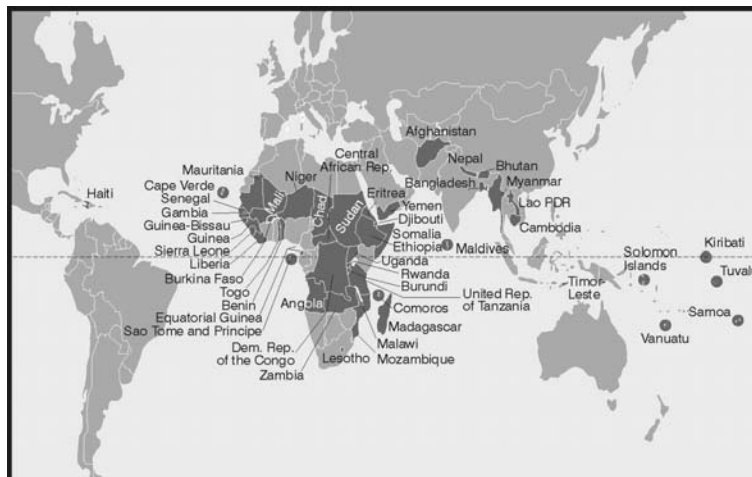 Haiti
Mauritania
Cape Verde
Senegal
Gambia
Guinea-Bissau
Guinea
Sierra Leone
Liberia
Burkina Faso
Togo
Benin
Equatorial Guinea
Sao Tome and Principe
Mali
Niger
Chad
Central
African Rep.
Sudan
Angola
Dem. Rep.
of the Congo
Zambia
Lesotho
Eritrea
Yemen
Djibouti
Somalia
Ethiopia
Uganda
Rwanda
Burundi
United Rep.
of Tanzania
Comoros
Madagascar
Malawi
Mozambique
Afghanistan
Nepal
Bhutan
Bangladesh
Myanmar
Lao PDR
Cambodia
Maldives
Timor-
Leste
Solomon
Islands
Kiribati
Tuvalu
Samoa
Vanuatu